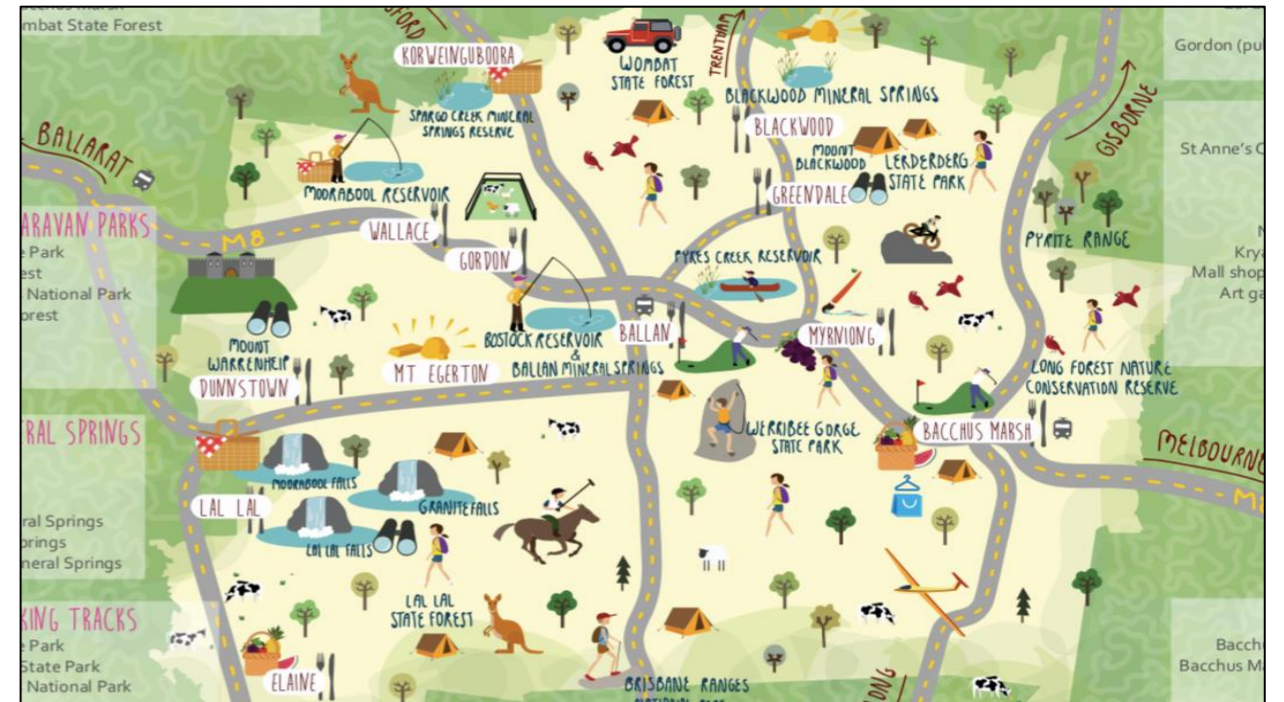 mbat State Forest
KORWEINGUBOORA
WOMBAT
STATE FOREST
TRENTHAM
Gordon (pu
BLACKWOOD MINERAL SPRINGS
SPARGO CREEK MINERAL
SPRINGS RESERVE
BLACKWOOD
MOUNT
BLACKWOOD
LERDERDERG
STATE PARK
GISBORNE
BALLARAT
St Anne's C
MOORABOOL RESERVOIR
GREENDALE
ARAVAN PARKS
e Park
est
National Park
orest
M8
WALLACE
GORDON
PYKES CREEK RESERVOIR
PYRITE RANGE
Krya
Mall shop
Art ga
MOUNT
WARRENHEIP
DUNNSTOWN
MT EGERTON
BOSTOCK RESERVOIR
&
BALLAN MINERAL SPRINGS
BALLAN
MYRNIONG
LONG FOREST NATURE
CONSERVATION RESERVE
RAL SPRINGS
ral Springs
prings
neral Springs
WERRIBEE GORGE
STATE PARK
BACCHUS MARSH
MELBOURNE
MOORABOOL FALLS
LAL LAL
GRANITE FALLS
LAL LAL FALLS
KING TRACKS
e Park
State Park
National Park
LAL LAL
STATE FOREST
ELAINE
BRISBANE RANGES
Bacch
Bacchus M